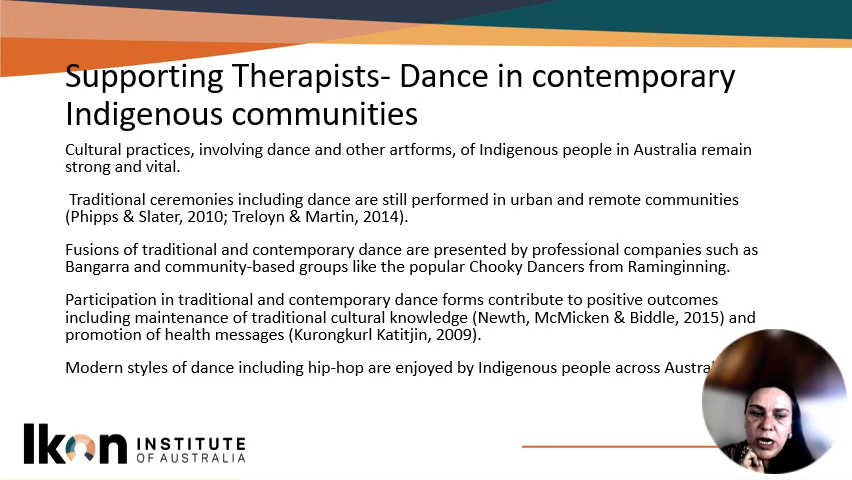 Supporting Therapists- Dance in contemporary
Indigenous communities
Cultural practices, involving dance and other artforms, of Indigenous people in Australia remain
strong and vital.
Traditional ceremonies including dance are still performed in urban and remote communities
(Phipps & Slater, 2010; Treloyn & Martin, 2014).
Fusions of traditional and contemporary dance are presented by professional companies such as
Bangarra and community-based groups like the popular Chooky Dancers from Raminginning.
Participation in traditional and contemporary dance forms contribute to positive outcomes
including maintenance of traditional cultural knowledge (Newth, McMicken & Biddle, 2015) and
promotion of health messages (Kurongkurl Katitjin, 2009).
Modern styles of dance including hip-hop are enjoyed by Indigenous people across
Ikon INSTITUTE
OF AUSTRALIA